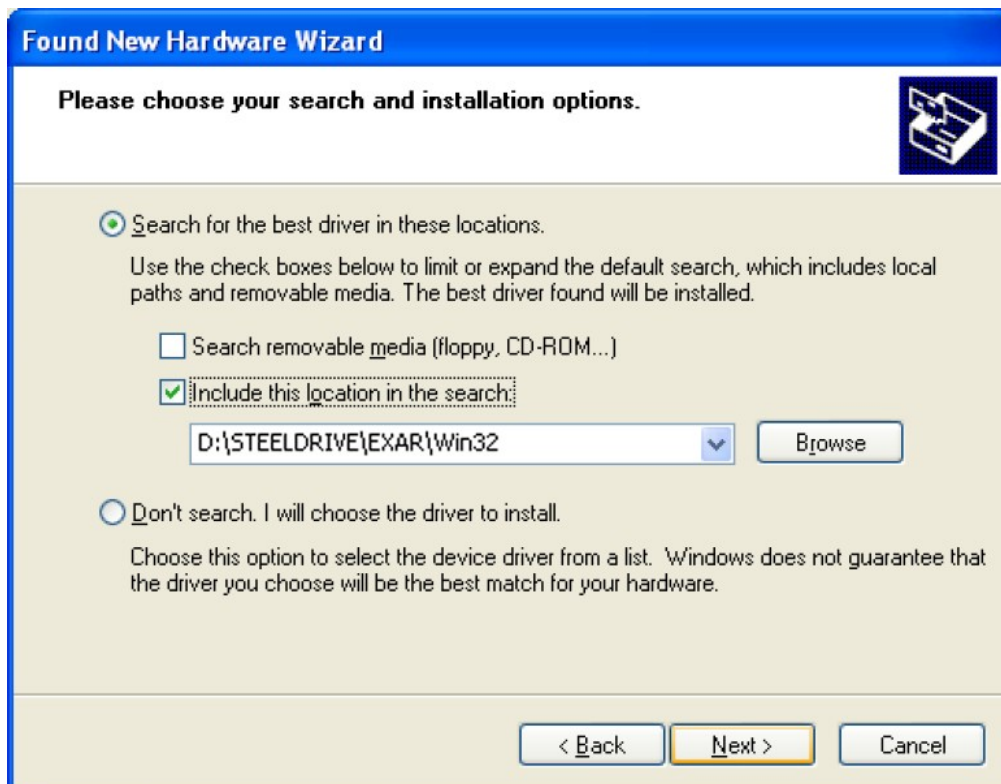 Found New Hardware Wizard
Please choose your search and installation options.
Search for the best driver in these locations.
Use the check boxes below to limit or expand the default search, which includes local
paths and removable media. The best driver found will be installed.
Search removable media (floppy, CD-ROM...)
Include this location in the search:
D:\STEELDRIVE\EXAR\Win32
Browse
Don't search. I will choose the driver to install.
Choose this option to select the device driver from a list. Windows does not guarantee that
the driver you choose will be the best match for your hardware.
< Back
Next >
Cancel